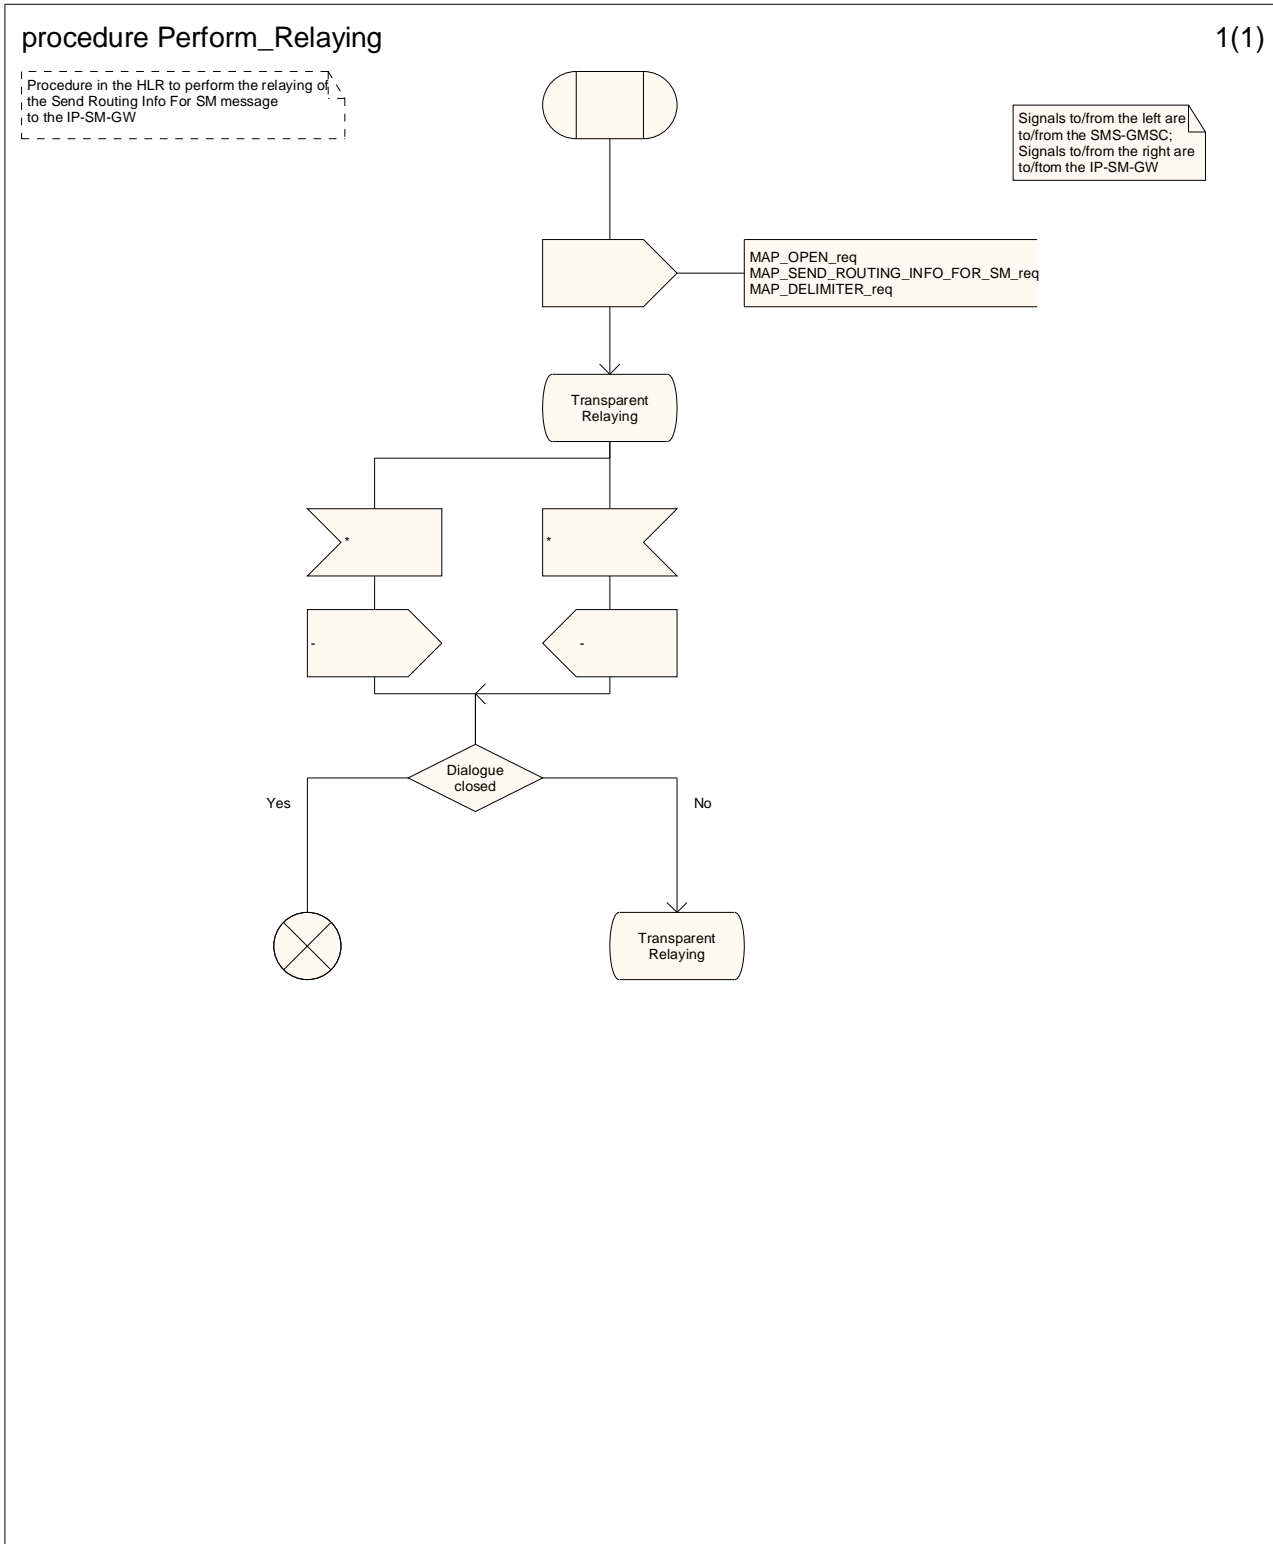 procedure Perform_Relaying
1(1)
Procedure in the HLR to perform the relaying of
the Send Routing Info For SM message
to the IP-SM-GW
Signals to/from the left are
to/from the SMS-GMSC;
Signals to/from the right are
to/ftom the IP-SM-GW
MAP_OPEN_req
MAP_SEND_ROUTING_INFO_FOR_SM_req
MAP_DELIMITER_req
Transparent
Relaying
*
*
-
-
Dialogue
closed
Yes
No
Transparent
Relaying